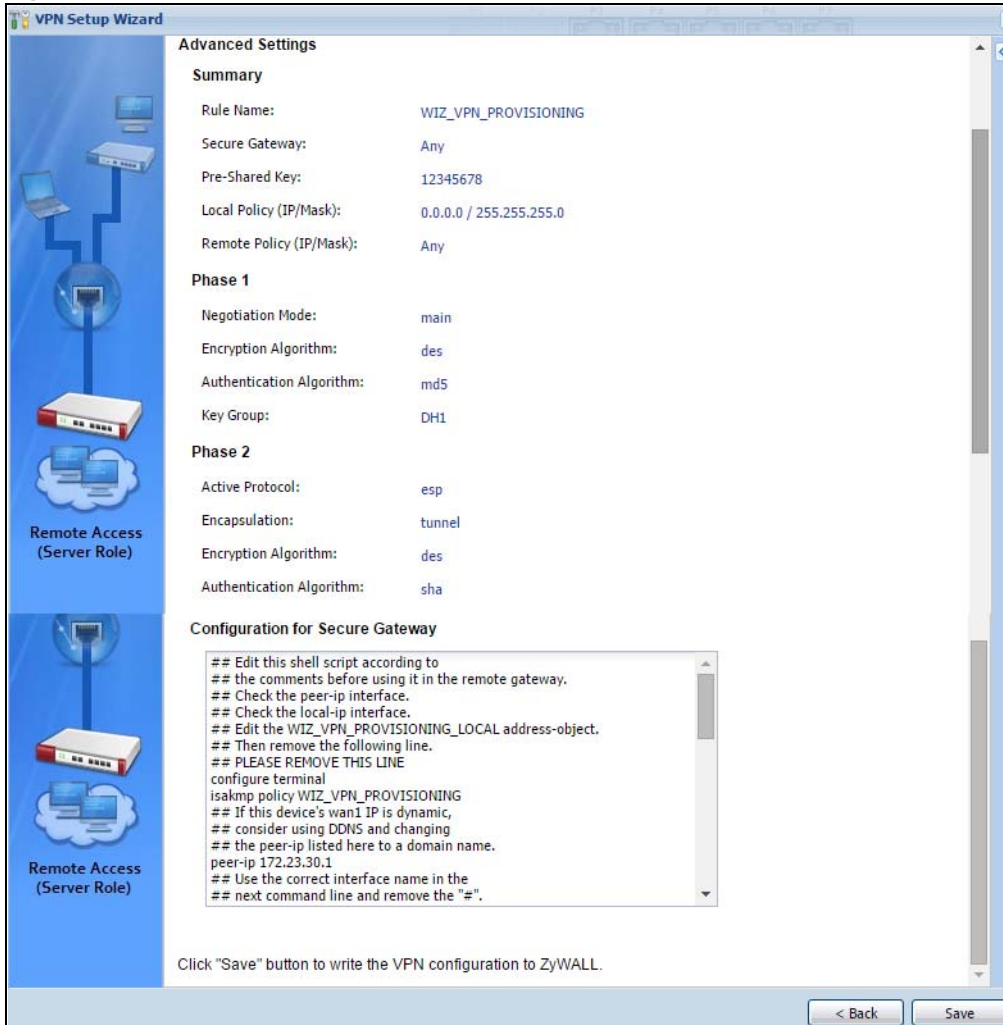 VPN Setup Wizard
Advanced Settings
Summary
Rule Name: WIZ_VPN_PROVISIONING
Secure Gateway: Any
Pre-Shared Key: 12345678
Local Policy (IP/Mask): 0.0.0.0 / 255.255.255.0
Remote Policy (IP/Mask): Any
Phase 1
Negotiation Mode: main
Encryption Algorithm: des
Authentication Algorithm: md5
Key Group: DH1
Phase 2
Active Protocol: esp
Encapsulation: tunnel
Encryption Algorithm: des
Authentication Algorithm: sha
Remote Access
(Server Role)
Configuration for Secure Gateway
## Edit this shell script according to
## the comments before using it in the remote gateway.
## Check the peer-ip interface.
## Check the local-ip interface.
## Edit the WIZ_VPN_PROVISIONING_LOCAL address-object.
## Then remove the following line.
## PLEASE REMOVE THIS LINE
configure terminal
isakmp policy WIZ_VPN_PROVISIONING
## If this device's wan1 IP is dynamic,
## consider using DDNS and changing
## the peer-ip listed here to a domain name.
peer-ip 172.23.30.1
## Use the correct interface name in the
## next command line and remove the "#".
Remote Access
(Server Role)
Click "Save" button to write the VPN configuration to ZyWALL.
< Back
Save